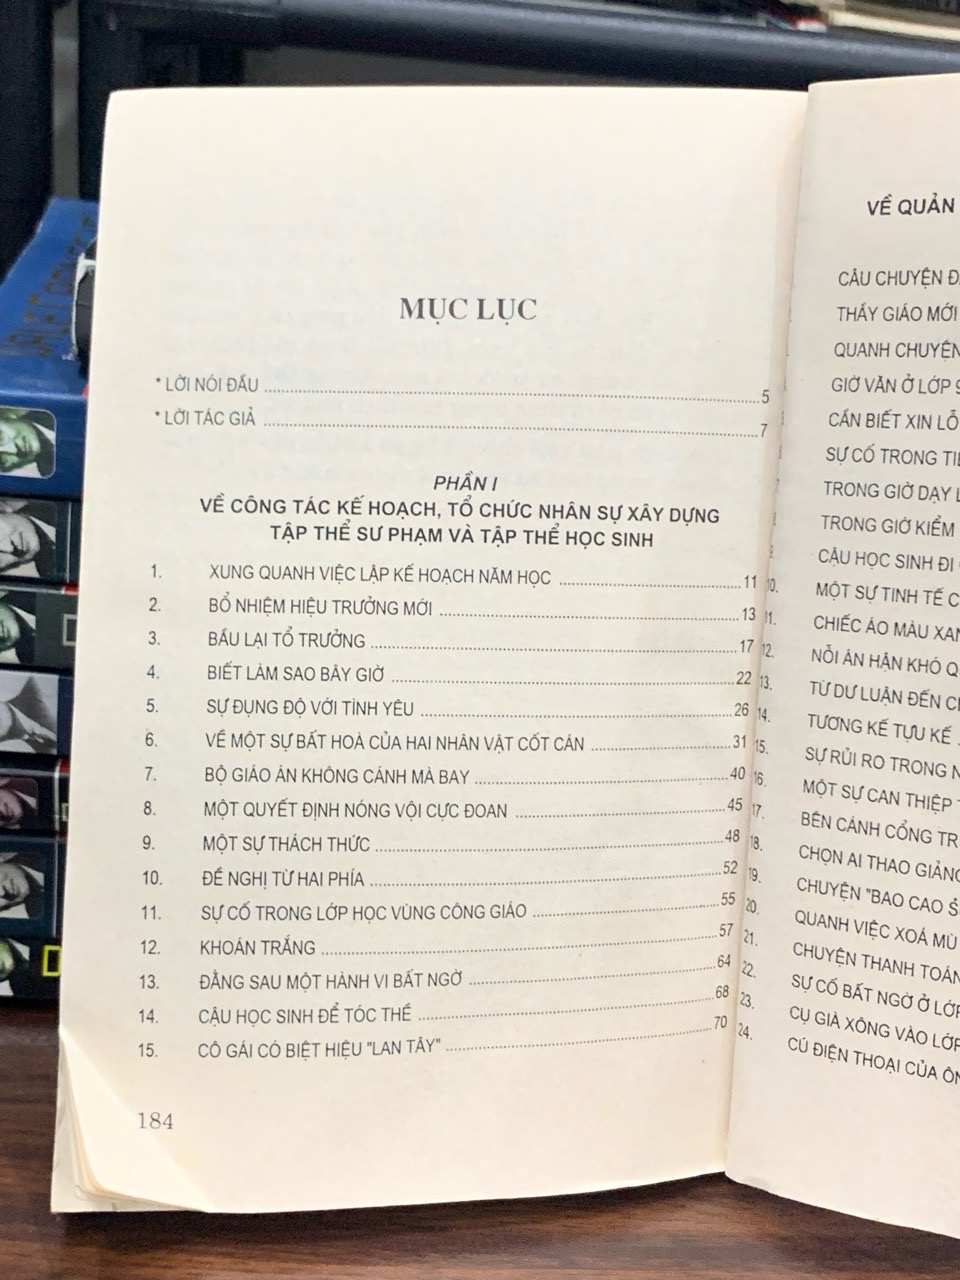 MỤC LỤC
* LỜI NÓI ĐẦU ........ 5
* LỜI TÁC GIẢ ........ 7
PHẦN I
VỀ CÔNG TÁC KẾ HOẠCH, TỔ CHỨC NHÂN SỰ XÂY DỰNG
TẬP THỂ SƯ PHẠM VÀ TẬP THỂ HỌC SINH
1. XUNG QUANH VIỆC LẬP KẾ HOẠCH NĂM HỌC ........ 11
2. BỔ NHIỆM HIỆU TRƯỞNG MỚI ........ 13
3. BẦU LẠI TỔ TRƯỞNG ........ 17
4. BIẾT LÀM SAO BÂY GIỜ ........ 22
5. SỰ ĐỤNG ĐỘ VỚI TÌNH YÊU ........ 26
6. VỀ MỘT SỰ BẤT HOÀ CỦA HAI NHÂN VẬT CỐT CÁN ........ 31
7. BỘ GIÁO ÁN KHÔNG CÁNH MÀ BAY ........ 40
8. MỘT QUYẾT ĐỊNH NÓNG VỘI CỰC ĐOAN ........ 45
9. MỘT SỰ THÁCH THỨC ........ 48
10. ĐỀ NGHỊ TỪ HAI PHÍA ........ 52
11. SỰ CỐ TRONG LỚP HỌC VÙNG CÔNG GIÁO ........ 55
12. KHOÁN TRẮNG ........ 57
13. ĐẰNG SAU MỘT HÀNH VI BẤT NGỜ ........ 64
14. CẬU HỌC SINH ĐỂ TÓC THỀ ........ 68
15. CÔ GÁI CÓ BIỆT HIỆU "LAN TÂY" ........ 70
184
VỀ QUẢN
CÂU CHUYỆN
THẦY GIÁO MỚI
QUANH CHUYỆN
GIỜ VĂN Ở LỚP 9
CẦN BIẾT XIN LỖ
SỰ CỐ TRONG
TRONG GIỜ DẠY
TRONG GIỜ KIỂM
CẬU HỌC SINH ĐI
10. MỘT SỰ TINH TẾ
11. CHIẾC ÁO MÀU XAN
12. NỖI ÂN HẬN KHÓ
13. TỪ DƯ LUẬN ĐẾN
14. TƯƠNG KẾ TỰU KẾ
15. SỰ RỦI RO TRONG
16. MỘT SỰ CAN THIỆP
17. BÊN CÁNH CỔNG
18. CHỌN AI THAO GIẢNG
19. CHUYỆN "BAO CAO
20. QUANH VIỆC XOÁ MÙ
21. CHUYỆN THANH TOÁN
22. SỰ CỐ BẤT NGỜ Ở
23. CỤ GIÀ XÔNG VÀO
24. CÚ ĐIỆN THOẠI CỦA